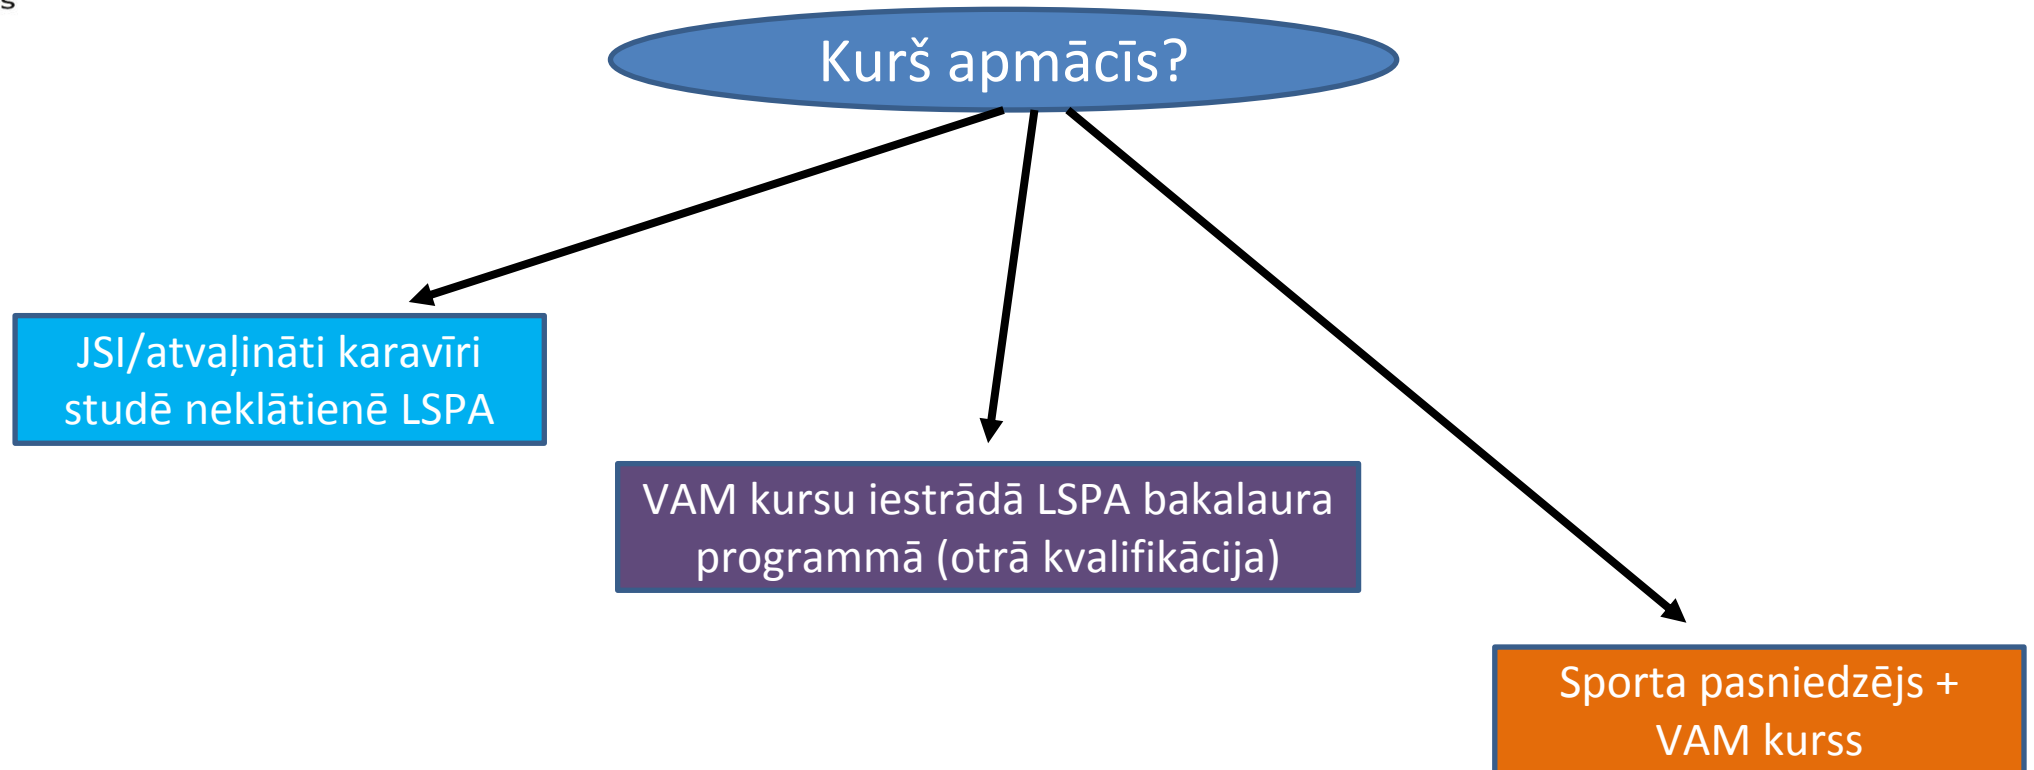 s
Kurš apmācīs?
JSI/atvaļināti karavīri
studē neklātienē LSPA
VAM kursu iestrādā LSPA bakalaura
programmā (otrā kvalifikācija)
Sporta pasniedzējs +
VAM kurss